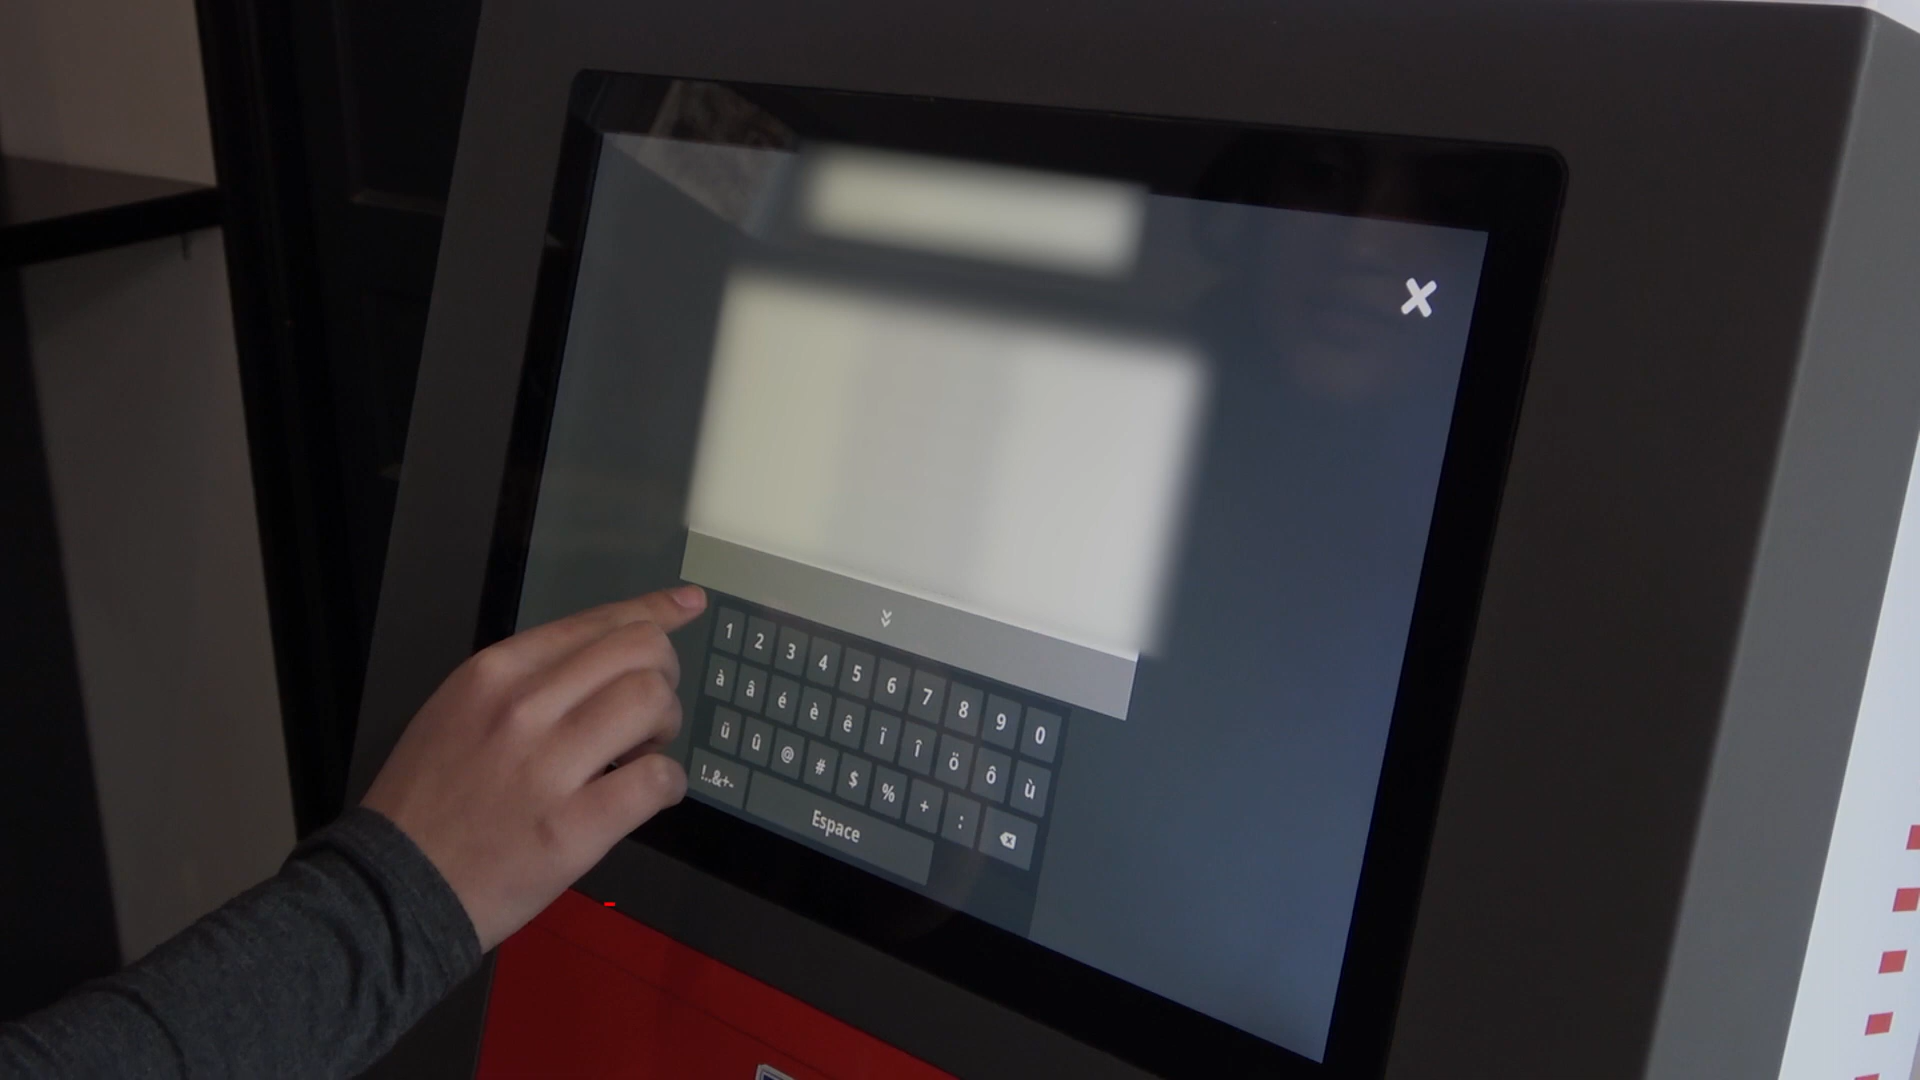 1 2 3 4 5 6 7 8 9 0
à â é è ê ï î ö ô ù
ü û @ # $ % + :
!..&+-
Espace